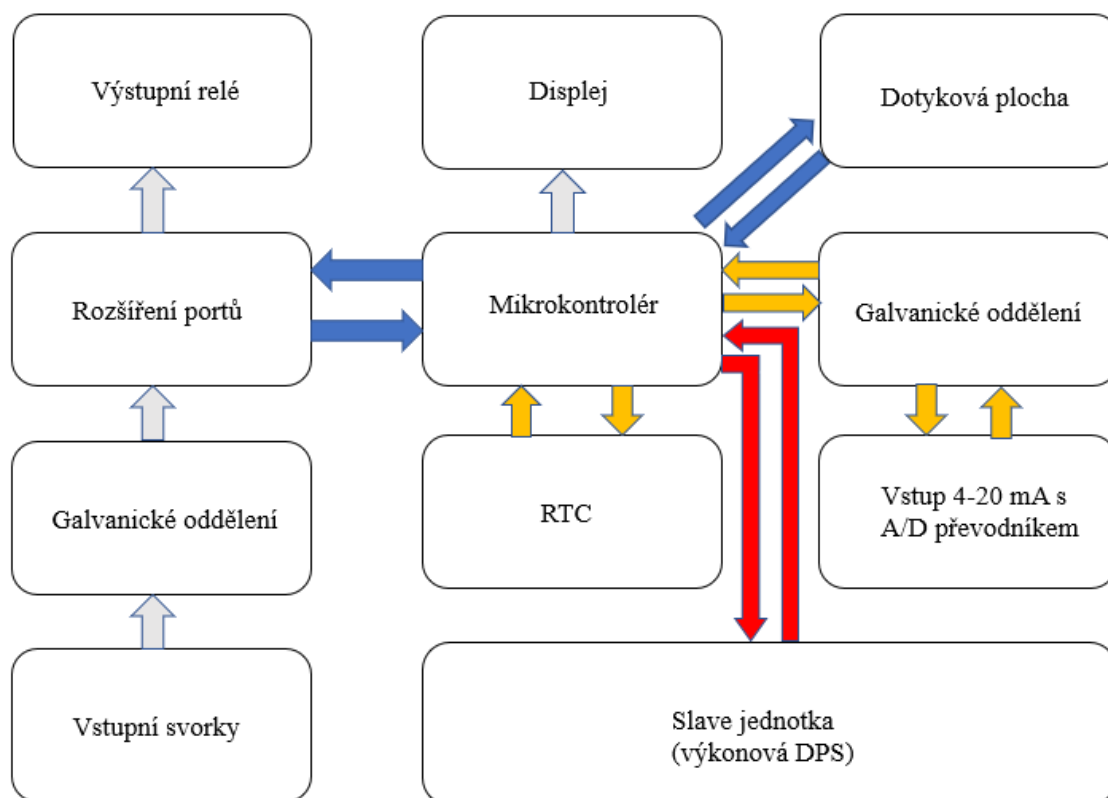 Výstupní relé
Displej
Dotyková plocha
Rozšíření portů
Mikrokontrolér
Galvanické oddělení
Galvanické oddělení
RTC
Vstup 4-20 mA s
A/D převodníkem
Vstupní svorky
Slave jednotka
(výkonová DPS)